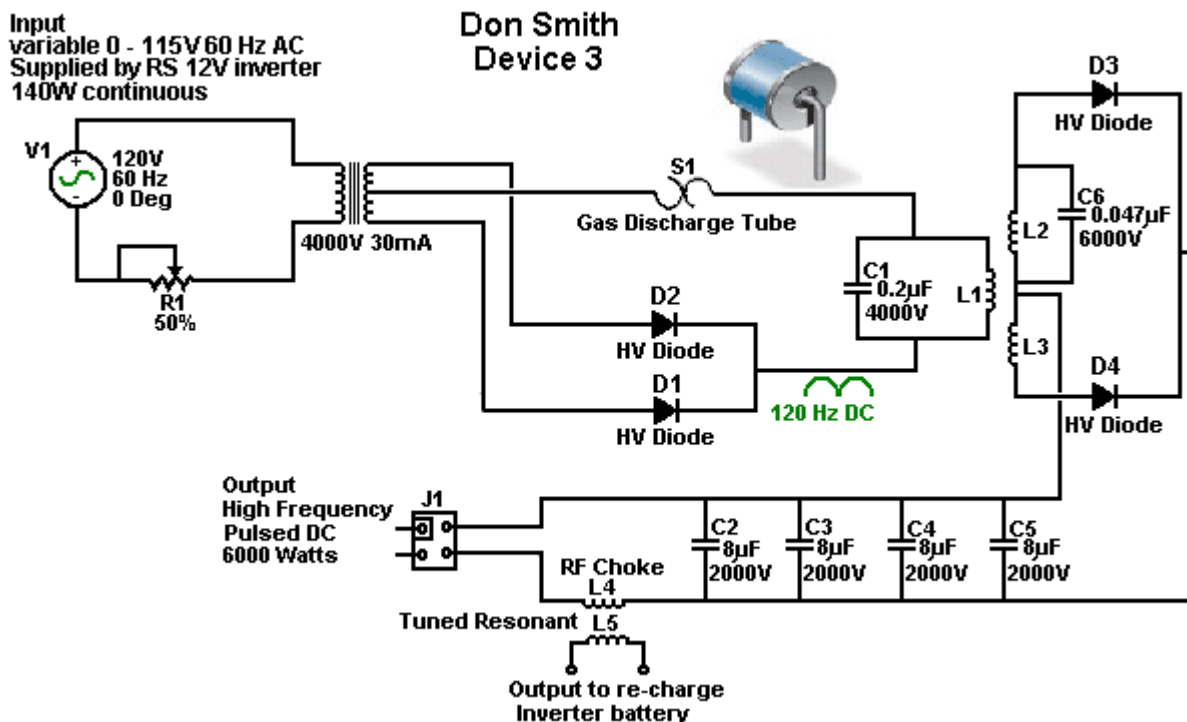 Input
variable 0 - 115V 60 Hz AC
Supplied by RS 12V inverter
140W continuous
Don Smith
Device 3
V1
120V
60 Hz
0 Deg
R1
50%
4000V 30mA
S1
Gas Discharge Tube
D2
HV Diode
D1
HV Diode
120 Hz DC
C1
0.2µF
4000V
L1
L2
L3
C6
0.047µF
6000V
D3
HV Diode
D4
HV Diode
Output
High Frequency
Pulsed DC
6000 Watts
J1
C2
8µF
2000V
C3
8µF
2000V
C4
8µF
2000V
C5
8µF
2000V
RF Choke
L4
Tuned Resonant
L5
Output to re-charge
Inverter battery